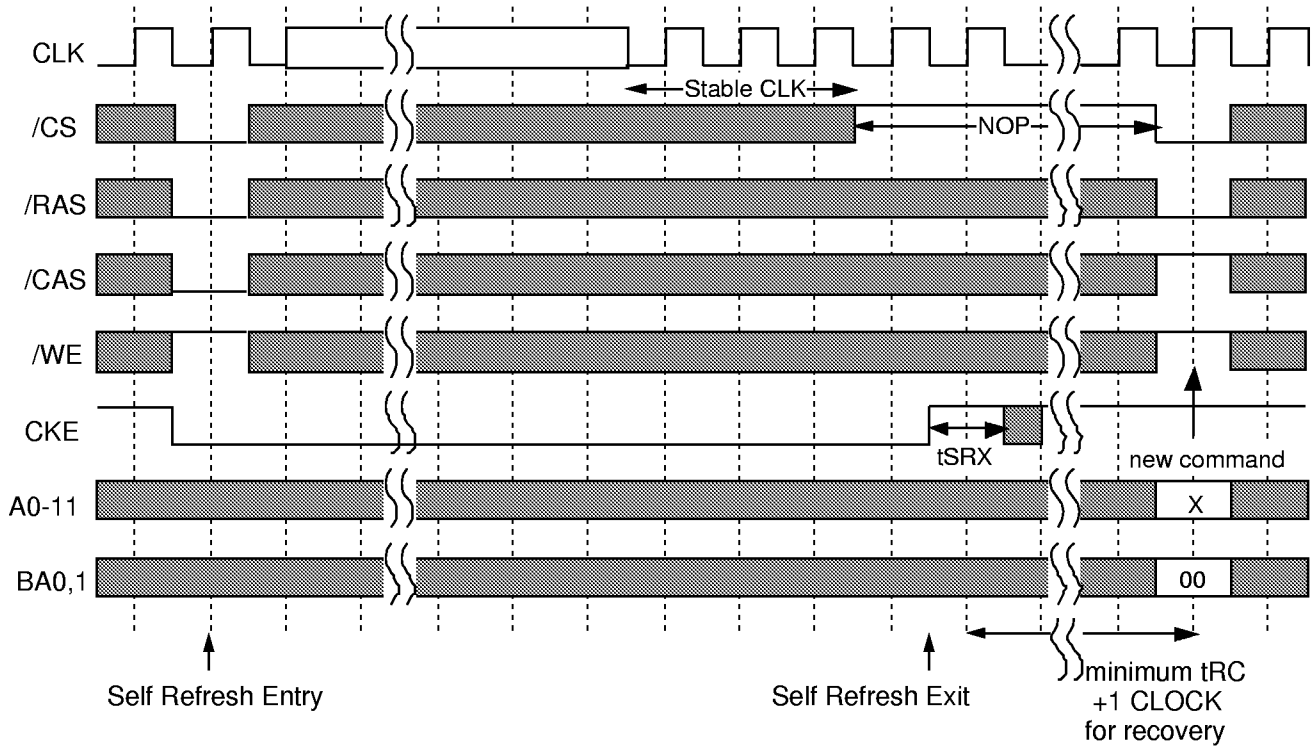 CLK
Stable CLK
/CS
NOP
/RAS
/CAS
/WE
CKE
tSRX
new command
A0-11
X
BA0,1
00
Self Refresh Entry
Self Refresh Exit
minimum tRC
+1 CLOCK
for recovery